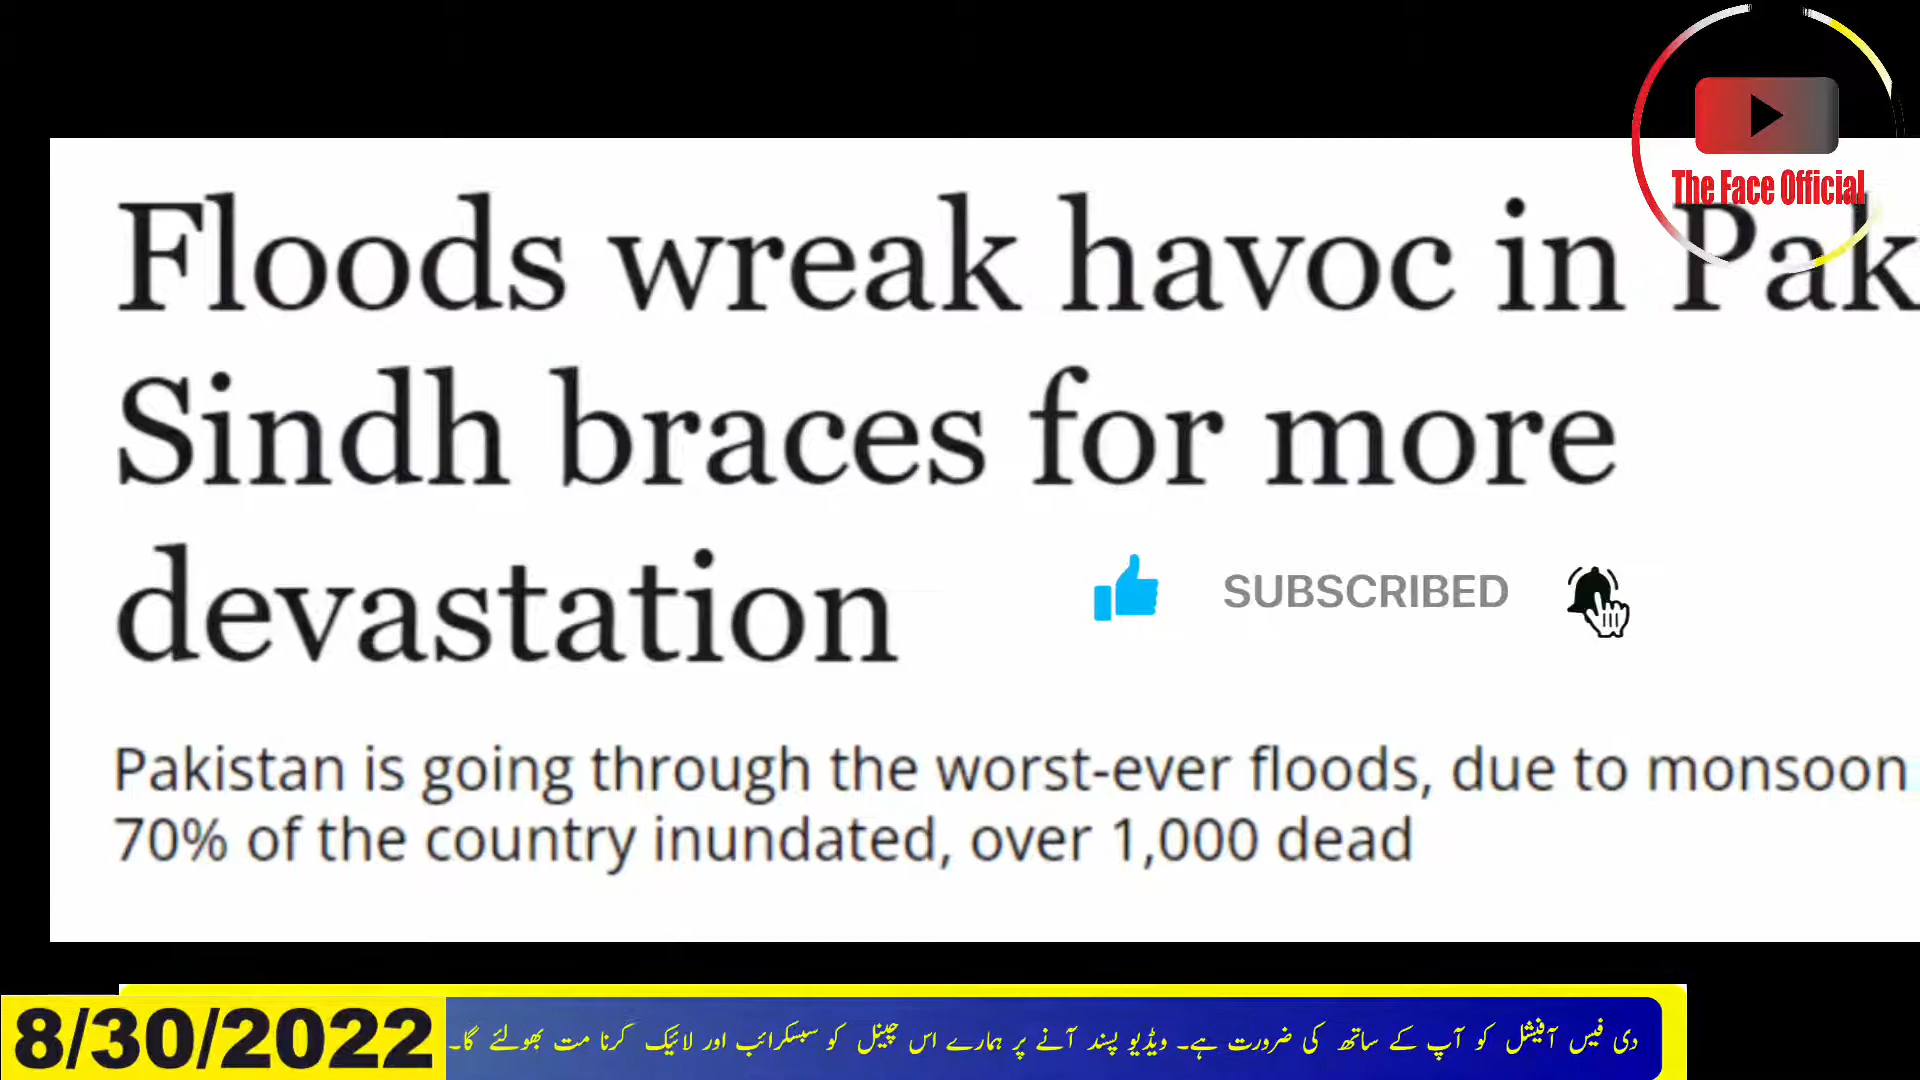 The Face Official
Floods wreak havoc in Pak
Sindh braces for more
devastation
SUBSCRIBED
Pakistan is going through the worst-ever floods, due to monsoon
70% of the country inundated, over 1,000 dead
8/30/2022
دی فیس آفیشل کو آپ کے ساتھ کی ضرورت ہے۔ ویڈیو پسند آنے پر ہمارے اس چینل کو سبسکرائب اور لائیک کرنا مت بھولئے گا۔